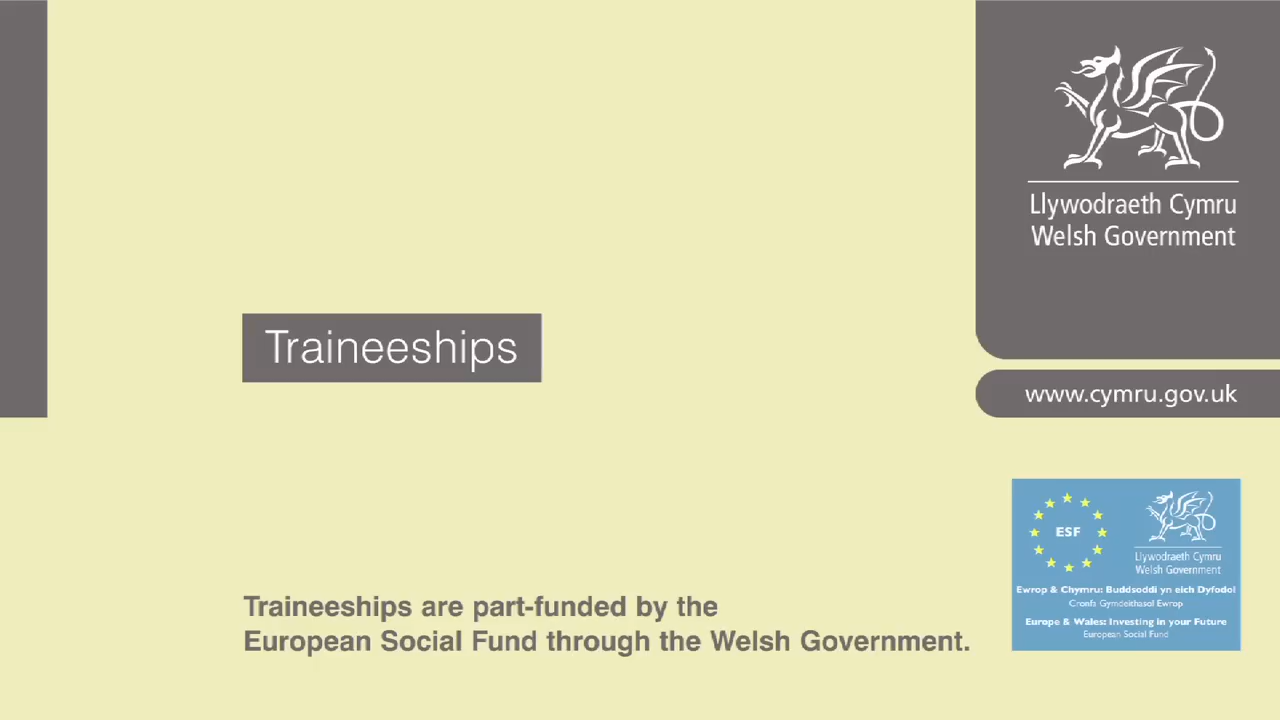 Llywodraeth Cymru
Welsh Government
Traineeships
www.cymru.gov.uk
ESF
Llywodraeth Cymru
Welsh Government
Ewrop & Chymru: Buddsoddi yn eich Dyfodol
Cronfa Gymdeithasol Ewrop
Europe & Wales: Investing in your Future
European Social Fund
Traineeships are part-funded by the
European Social Fund through the Welsh Government.